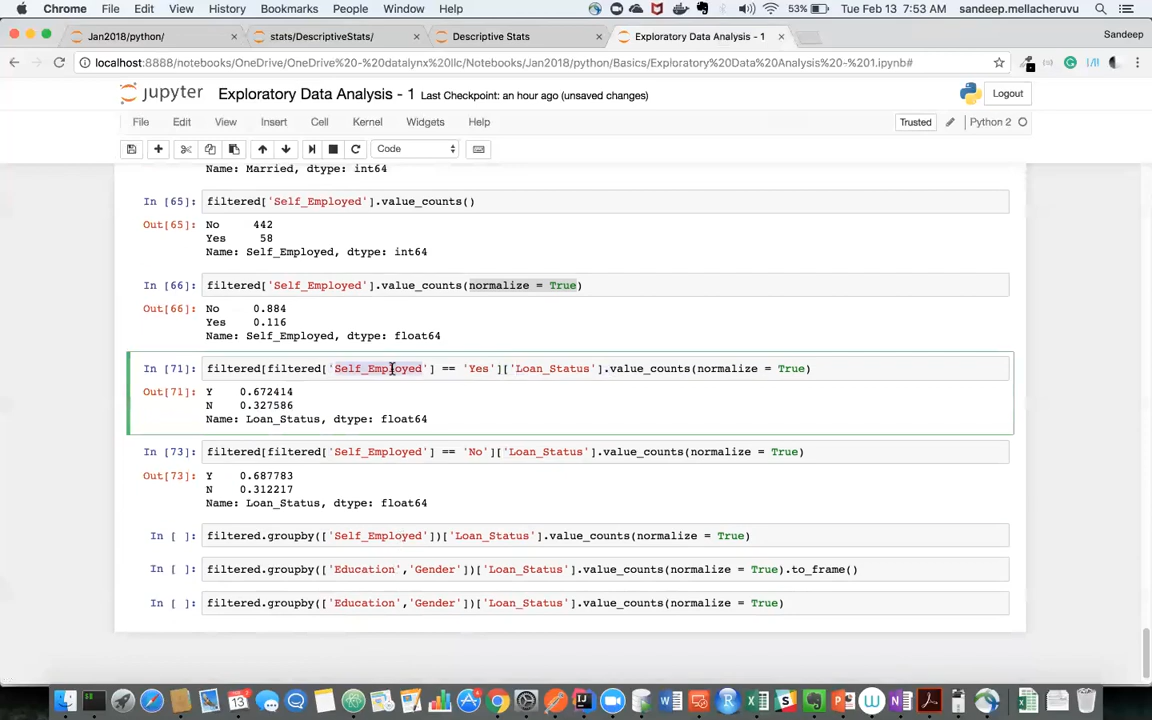 Chrome File Edit View History Bookmarks People Window Help 53% Tue Feb 13 7:53 AM sandeep.mellacheruvu
Jan2018/python/ × stats/DescriptiveStats/ × Descriptive Stats × Exploratory Data Analysis - 1 × Sandeep
localhost:8888/notebooks/OneDrive/OneDrive%20-%20datalynx%20llc/Notebooks/Jan2018/python/Basics/Exploratory%20Data%20Analysis%20-%201.ipynb#
jupyter Exploratory Data Analysis - 1 Last Checkpoint: an hour ago (unsaved changes) Logout
File Edit View Insert Cell Kernel Widgets Help Trusted Python 2
Code
Name: Married, dtype: int64
In [65]: filtered['Self_Employed'].value_counts()
Out[65]: No 442
Yes 58
Name: Self_Employed, dtype: int64
In [66]: filtered['Self_Employed'].value_counts(normalize = True)
Out[66]: No 0.884
Yes 0.116
Name: Self_Employed, dtype: float64
In [71]: filtered[filtered['Self_Employed'] == 'Yes']['Loan_Status'].value_counts(normalize = True)
Out[71]: Y 0.672414
N 0.327586
Name: Loan_Status, dtype: float64
In [73]: filtered[filtered['Self_Employed'] == 'No']['Loan_Status'].value_counts(normalize = True)
Out[73]: Y 0.687783
N 0.312217
Name: Loan_Status, dtype: float64
In [ ]: filtered.groupby(['Self_Employed'])['Loan_Status'].value_counts(normalize = True)
In [ ]: filtered.groupby(['Education','Gender'])['Loan_Status'].value_counts(normalize = True).to_frame()
In [ ]: filtered.groupby(['Education','Gender'])['Loan_Status'].value_counts(normalize = True)